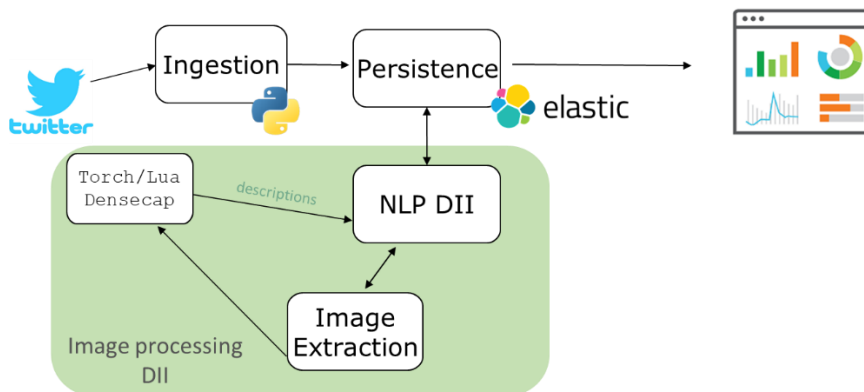 Ingestion
Persistence
twitter
elastic
Torch/Lua
Densecap
descriptions
NLP DII
Image
Extraction
Image processing
DII